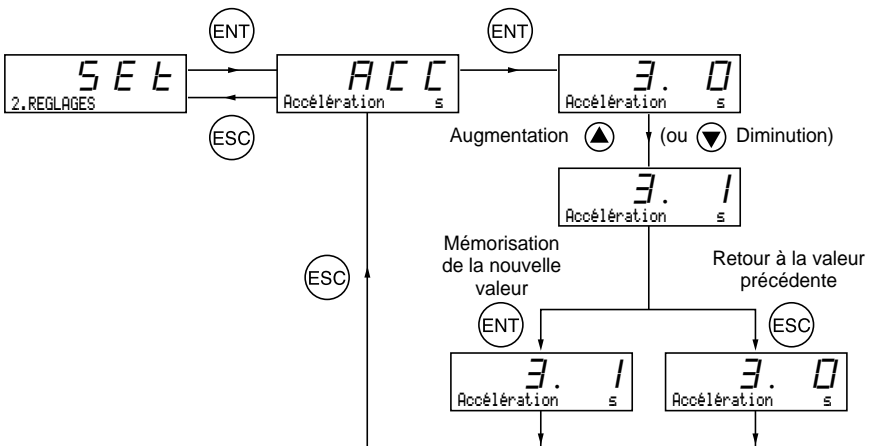 ENT
ENT
SEt
2.REGLAGES
ACC
Accélération s
3. 0
Accélération s
ESC
Augmentation (ou Diminution)
3. 1
Accélération s
Mémorisation
de la nouvelle
valeur
Retour à la valeur
précédente
ESC
ENT
ESC
3. 1
Accélération s
3. 0
Accélération s